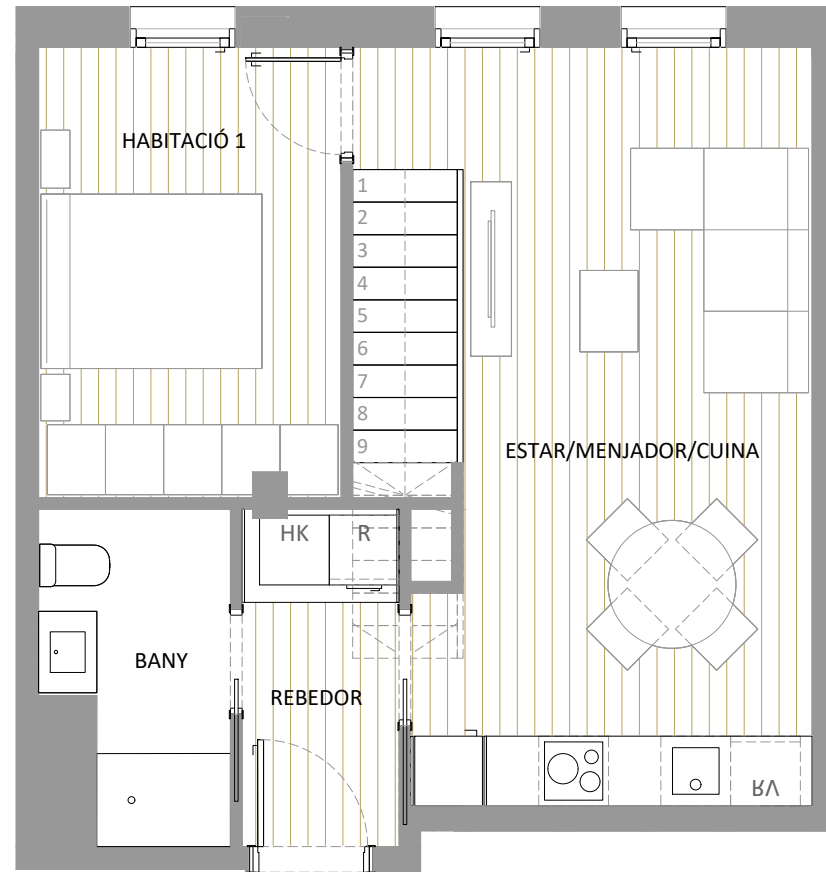 HABITACIÓ 1
1
2
3
4
5
6
7
8
9
ESTAR/MENJADOR/CUINA
HK
R
BANY
REBEDOR
RV